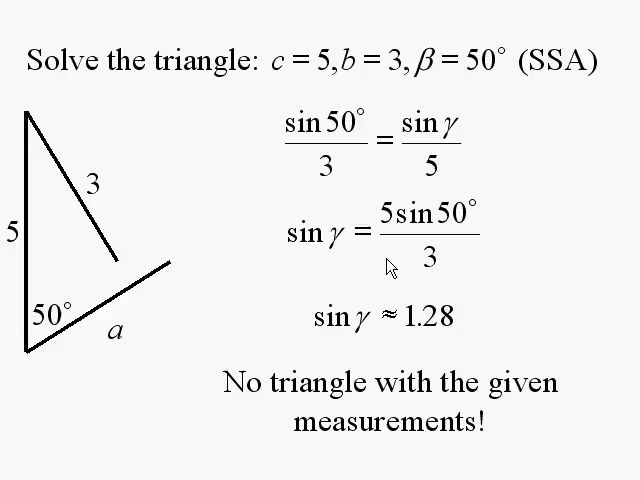 Solve the triangle: c = 5, b = 3, β = 50° (SSA)
sin 50° / 3 = sin γ / 5
sin γ = 5 sin 50° / 3
sin γ ≈ 1.28
5
3
50°
a
No triangle with the given
measurements!